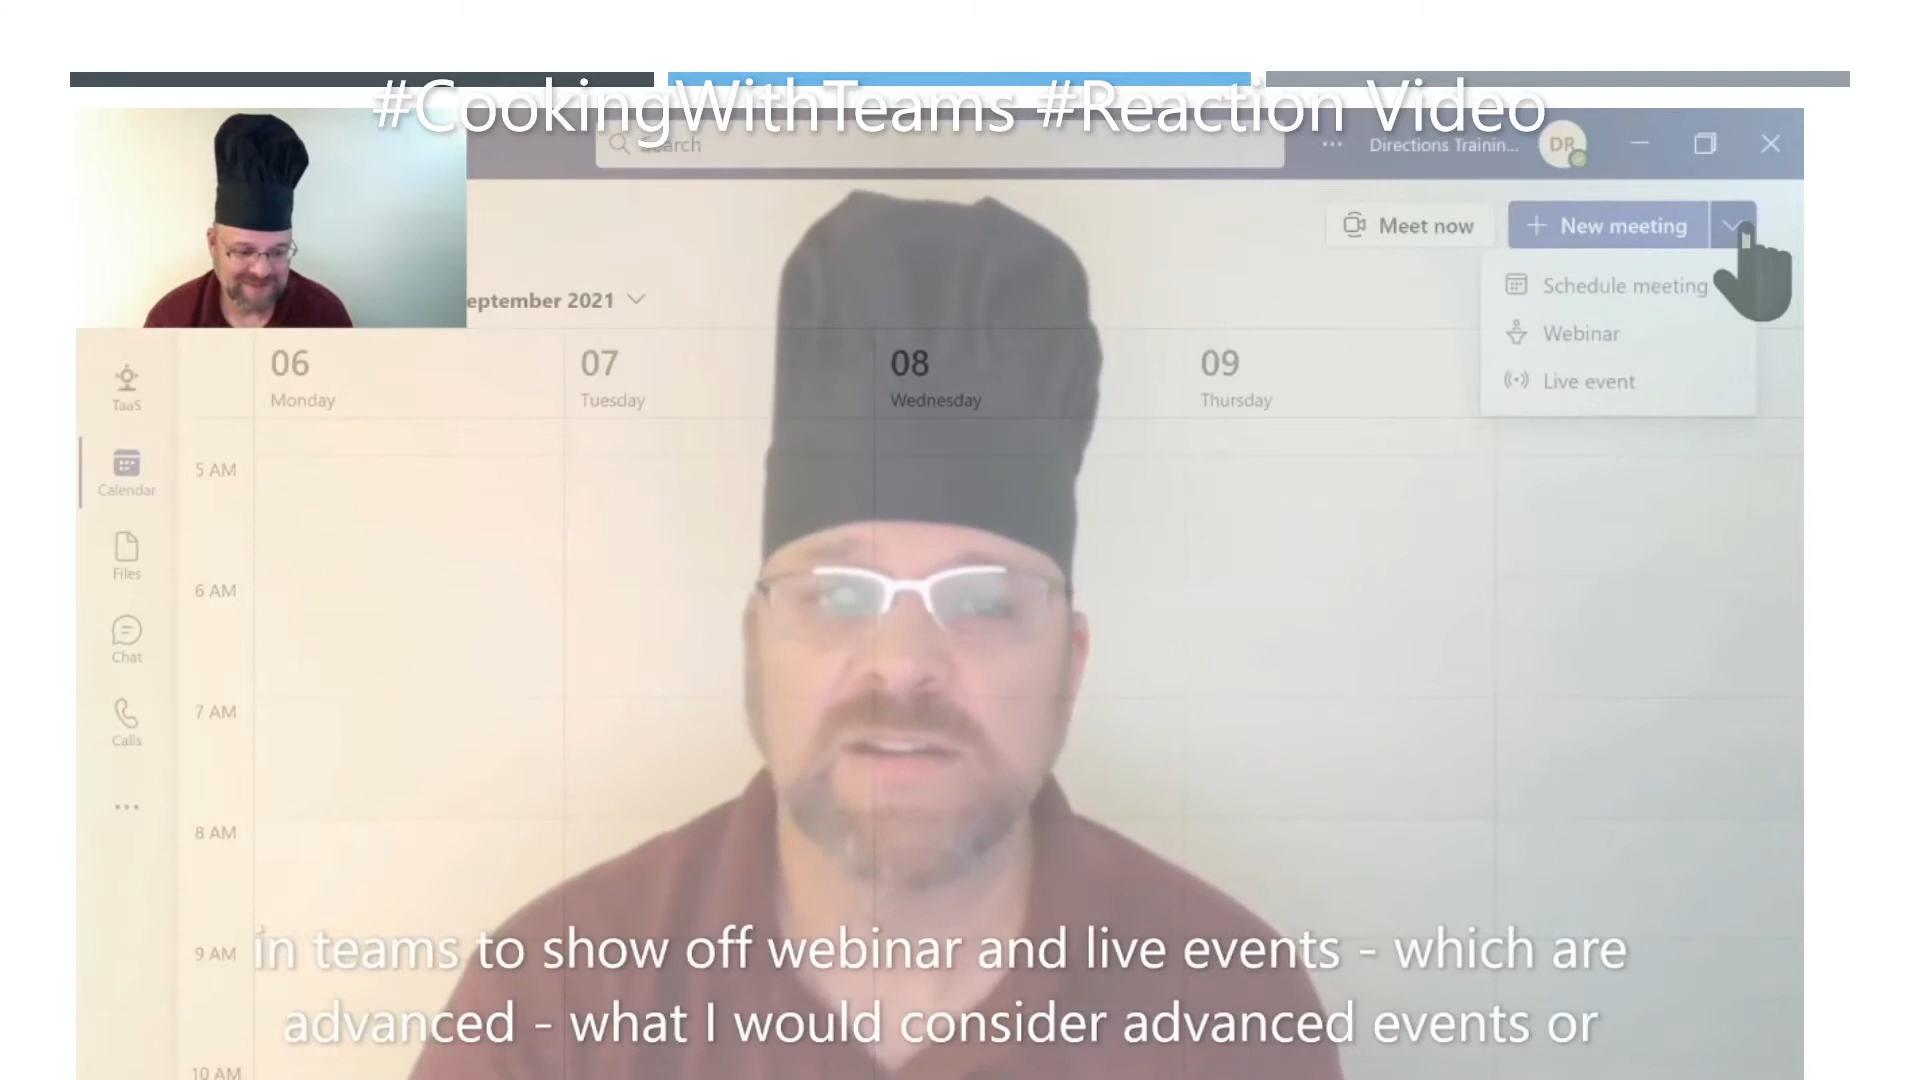 #CookingWithTeams #Reaction Video
Search
Directions Trainin...
DR
Meet now
+ New meeting
Schedule meeting
Webinar
Live event
eptember 2021
06
Monday
07
Tuesday
08
Wednesday
09
Thursday
TaaS
Calendar
Files
Chat
Calls
5 AM
6 AM
7 AM
8 AM
9 AM
10 AM
in teams to show off webinar and live events - which are
advanced - what I would consider advanced events or